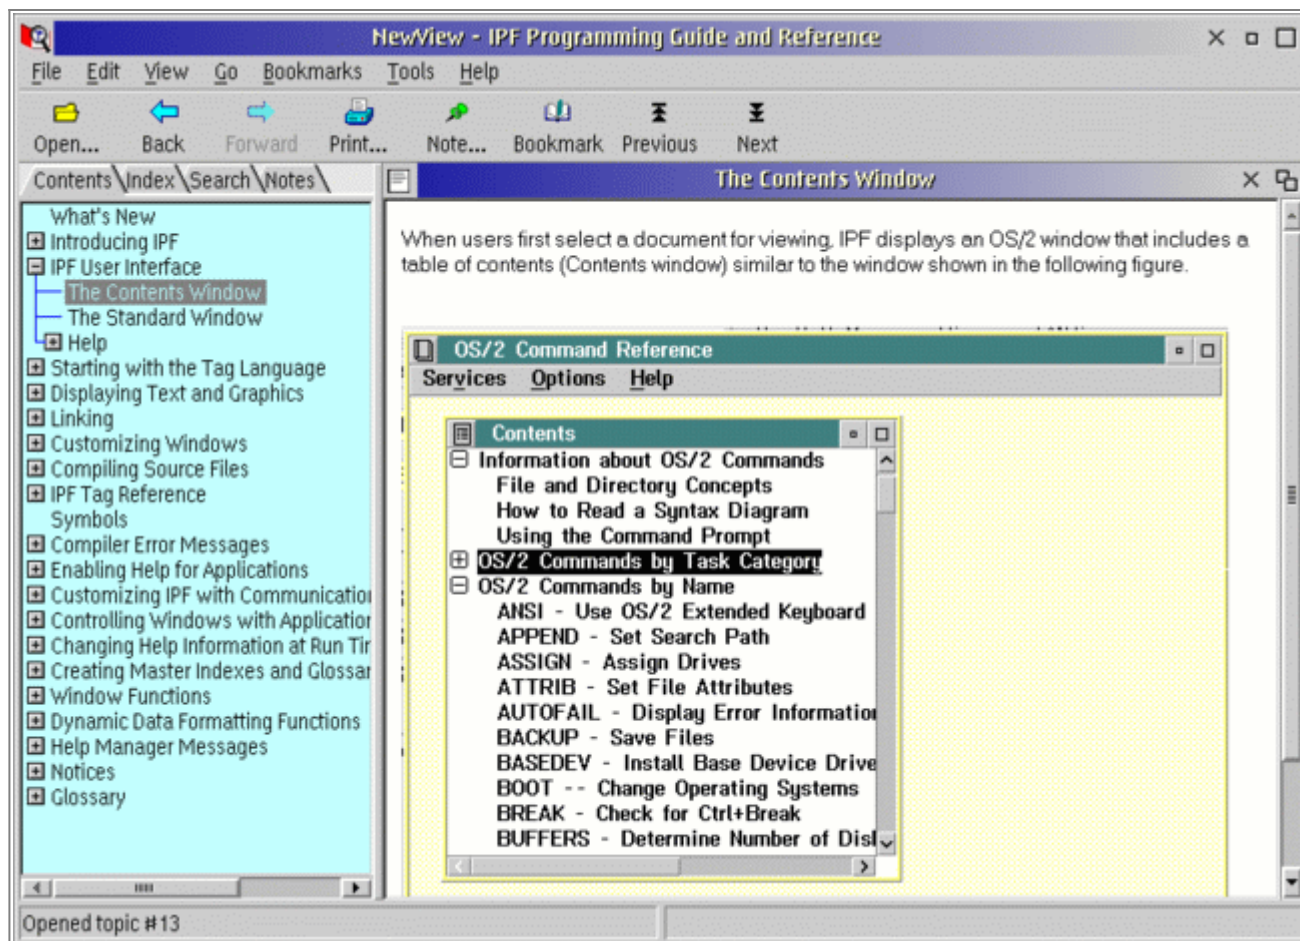 NewView - IPF Programming Guide and Reference
File Edit View Go Bookmarks Tools Help
Open... Back Forward Print... Note... Bookmark Previous Next
Contents Index Search Notes
What's New
Introducing IPF
IPF User Interface
The Contents Window
The Standard Window
Help
Starting with the Tag Language
Displaying Text and Graphics
Linking
Customizing Windows
Compiling Source Files
IPF Tag Reference
Symbols
Compiler Error Messages
Enabling Help for Applications
Customizing IPF with Communicatio
Controlling Windows with Application
Changing Help Information at Run Tim
Creating Master Indexes and Glossar
Window Functions
Dynamic Data Formatting Functions
Help Manager Messages
Notices
Glossary
The Contents Window
When users first select a document for viewing, IPF displays an OS/2 window that includes a
table of contents (Contents window) similar to the window shown in the following figure.
OS/2 Command Reference
Services Options Help
Contents
Information about OS/2 Commands
File and Directory Concepts
How to Read a Syntax Diagram
Using the Command Prompt
OS/2 Commands by Task Category
OS/2 Commands by Name
ANSI - Use OS/2 Extended Keyboard
APPEND - Set Search Path
ASSIGN - Assign Drives
ATTRIB - Set File Attributes
AUTOFAIL - Display Error Information
BACKUP - Save Files
BASEDEV - Install Base Device Drive
BOOT -- Change Operating Systems
BREAK - Check for Ctrl+Break
BUFFERS - Determine Number of Disk
Opened topic #13